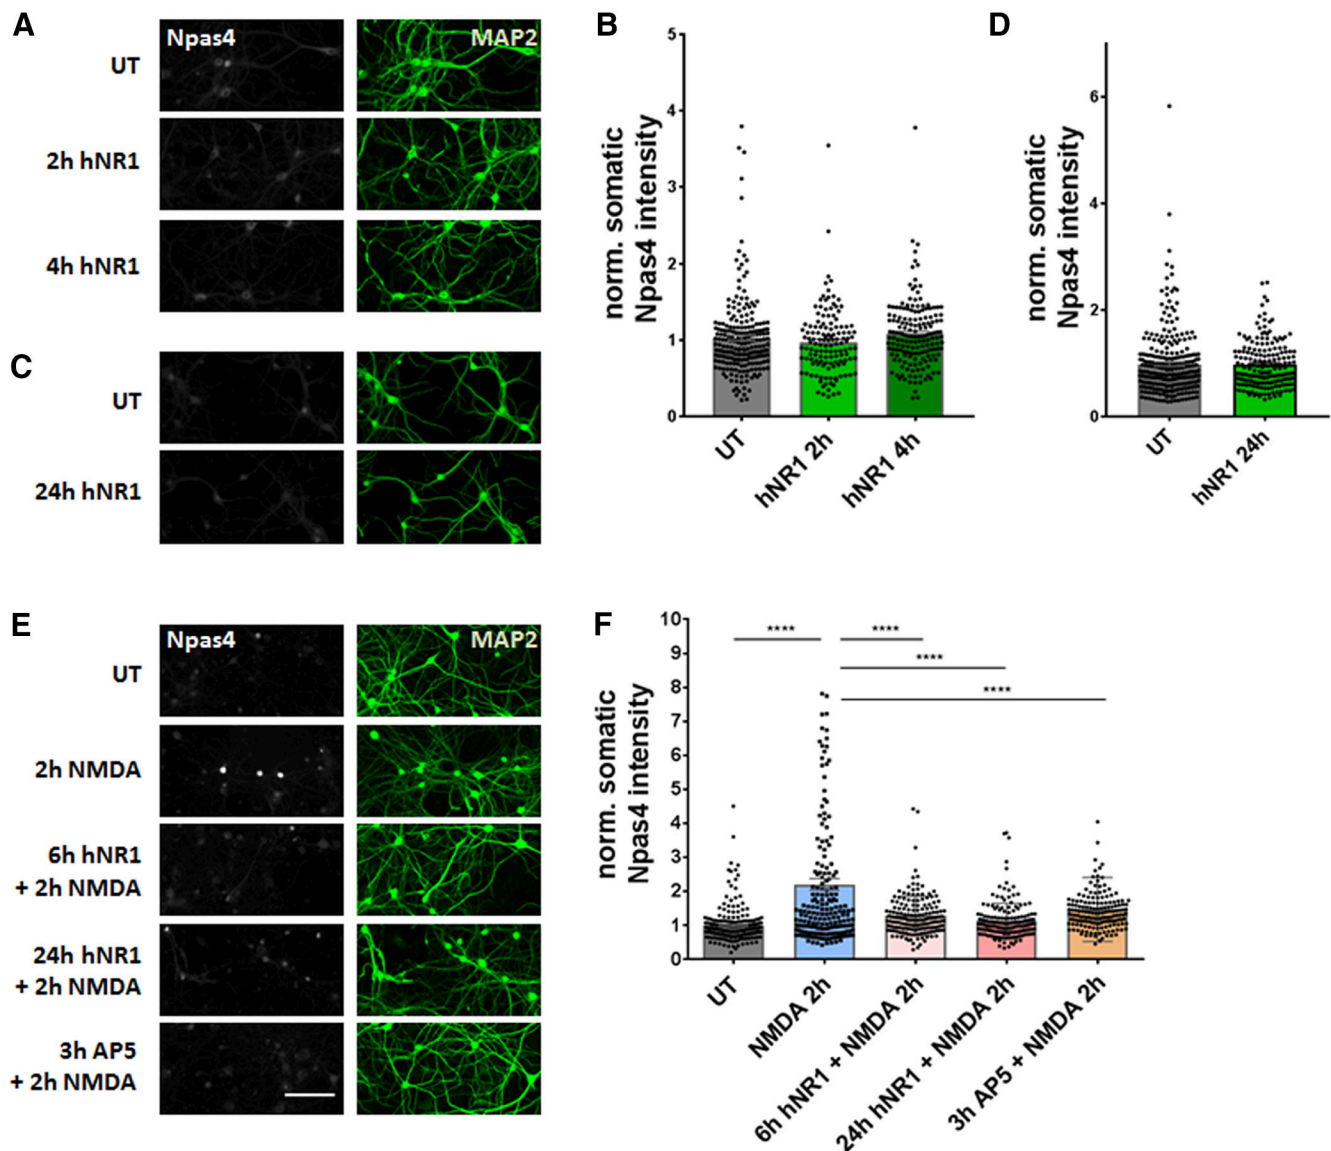 A
Npas4
MAP2
UT
2h hNR1
4h hNR1
B
norm. somatic
Npas4 intensity
5
4
3
2
1
0
UT
hNR1 2h
hNR1 4h
D
norm. somatic
Npas4 intensity
6
4
2
0
UT
hNR1 24h
C
UT
24h hNR1
E
Npas4
MAP2
UT
2h NMDA
6h hNR1
+ 2h NMDA
24h hNR1
+ 2h NMDA
3h AP5
+ 2h NMDA
F
norm. somatic
Npas4 intensity
10
9
8
7
6
5
4
3
2
1
0
****
****
****
****
UT
NMDA 2h
6h hNR1 + NMDA 2h
24h hNR1 + NMDA 2h
3h AP5 + NMDA 2h